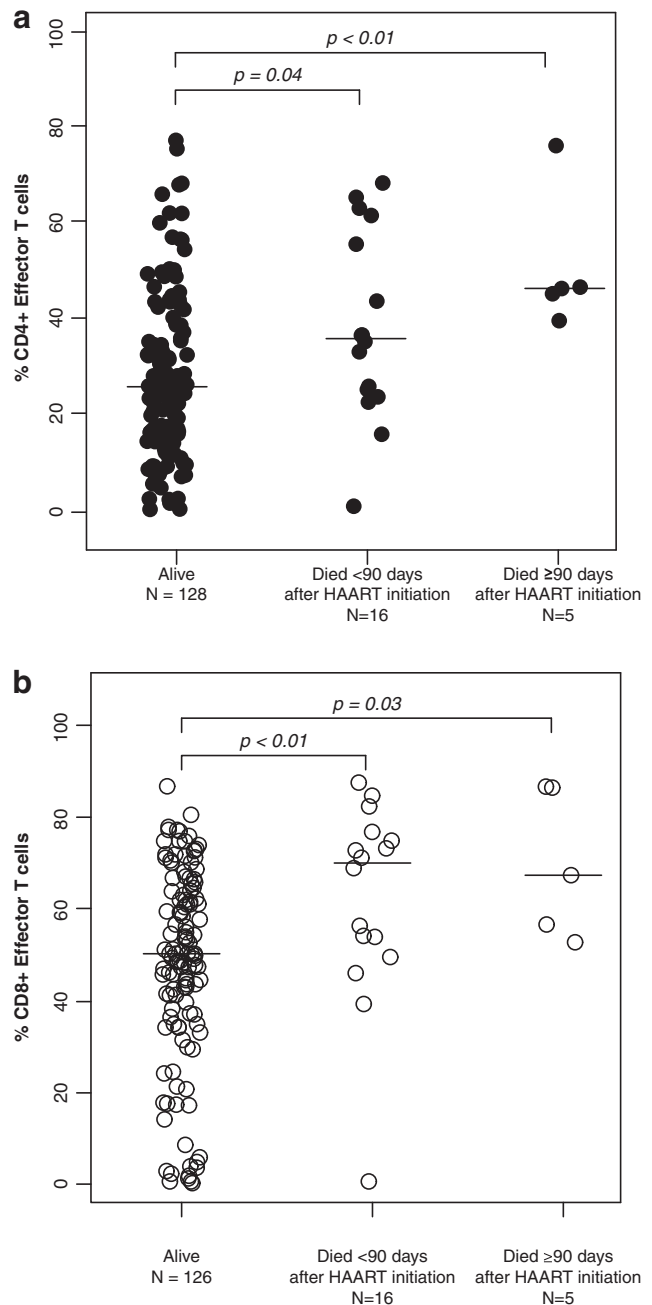 a
100
80
60
40
20
0
% CD4+ Effector T cells
p < 0.01
p = 0.04
Alive
N = 128
Died <90 days
after HAART initiation
N=16
Died ≥90 days
after HAART initiation
N=5
b
100
80
60
40
20
0
% CD8+ Effector T cells
p = 0.03
p < 0.01
Alive
N = 126
Died <90 days
after HAART initiation
N=16
Died ≥90 days
after HAART initiation
N=5